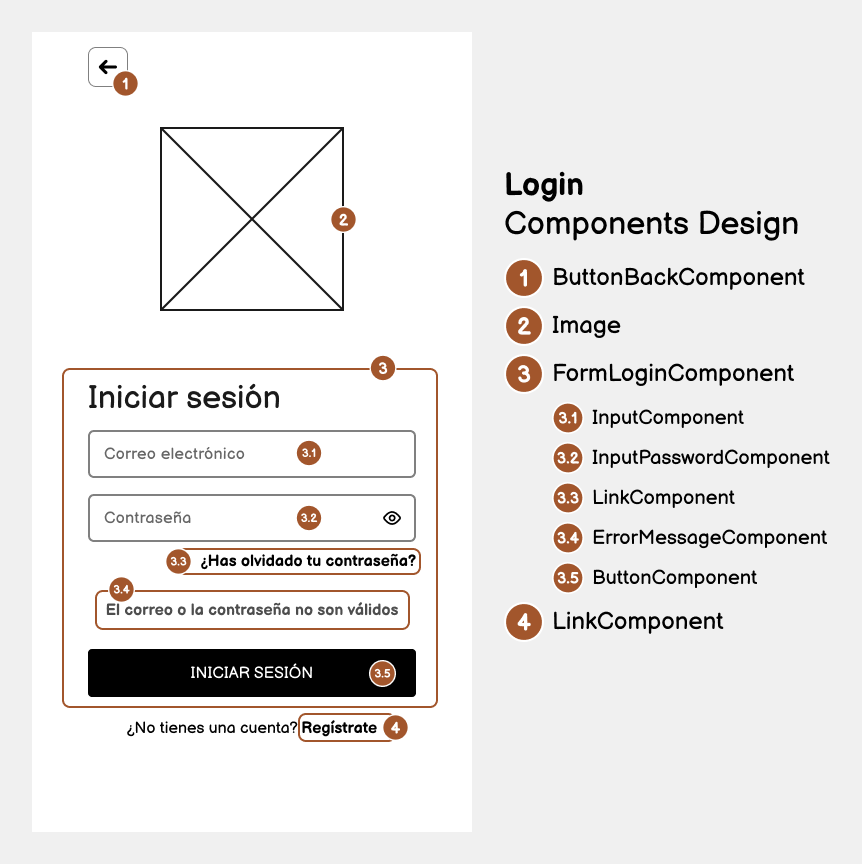 1
2
3
Iniciar sesión
Correo electrónico 3.1
Contraseña 3.2
3.3 ¿Has olvidado tu contraseña?
3.4
El correo o la contraseña no son válidos
INICIAR SESIÓN 3.5
¿No tienes una cuenta? Regístrate 4
Login
Components Design
1 ButtonBackComponent
2 Image
3 FormLoginComponent
3.1 InputComponent
3.2 InputPasswordComponent
3.3 LinkComponent
3.4 ErrorMessageComponent
3.5 ButtonComponent
4 LinkComponent